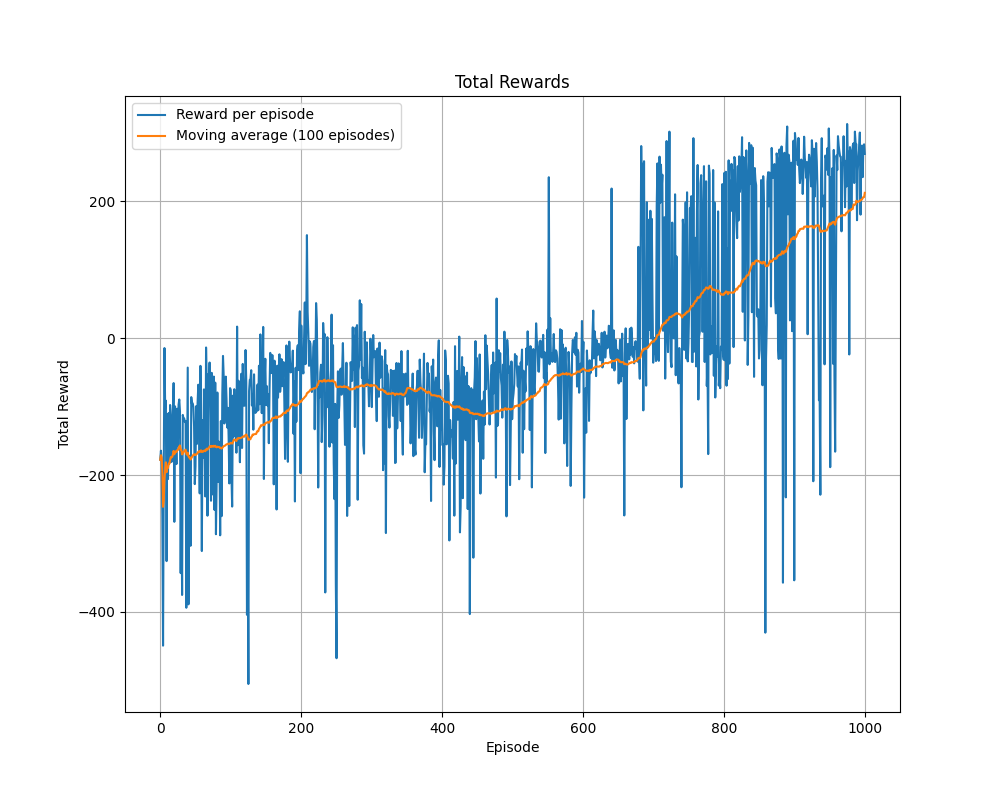 Total Rewards
Reward per episode
Moving average (100 episodes)
Total Reward
200
0
−200
−400
0
200
400
600
800
1000
Episode